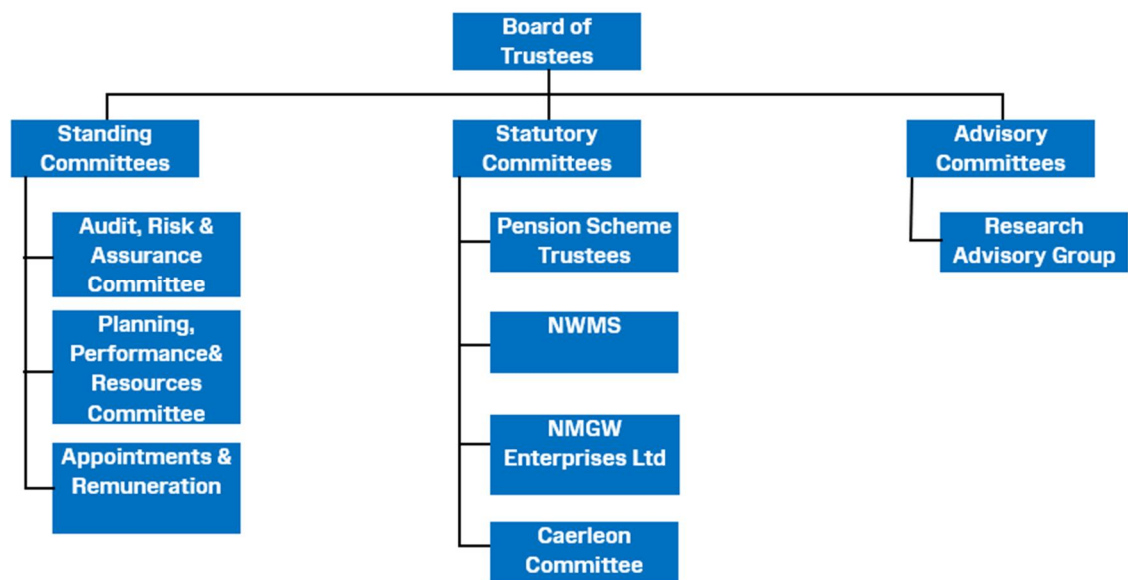 Board of
Trustees
Standing
Committees
Statutory
Committees
Advisory
Committees
Audit, Risk &
Assurance
Committee
Planning,
Performance&
Resources
Committee
Appointments &
Remuneration
Pension Scheme
Trustees
NWMS
NMGW
Enterprises Ltd
Caerleon
Committee
Research
Advisory Group